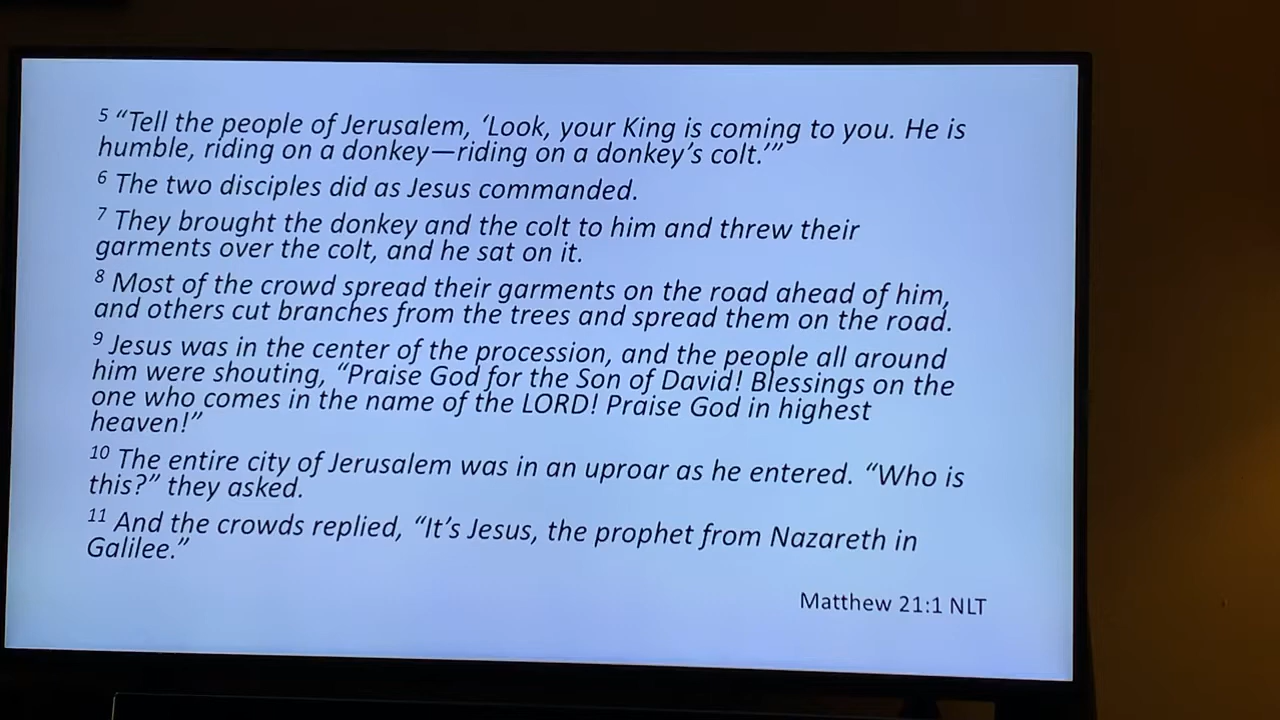 5 “Tell the people of Jerusalem, ‘Look, your King is coming to you. He is
humble, riding on a donkey—riding on a donkey’s colt.’”
6 The two disciples did as Jesus commanded.
7 They brought the donkey and the colt to him and threw their
garments over the colt, and he sat on it.
8 Most of the crowd spread their garments on the road ahead of him,
and others cut branches from the trees and spread them on the road.
9 Jesus was in the center of the procession, and the people all around
him were shouting, “Praise God for the Son of David! Blessings on the
one who comes in the name of the LORD! Praise God in highest
heaven!”
10 The entire city of Jerusalem was in an uproar as he entered. “Who is
this?” they asked.
11 And the crowds replied, “It’s Jesus, the prophet from Nazareth in
Galilee.”
Matthew 21:1 NLT